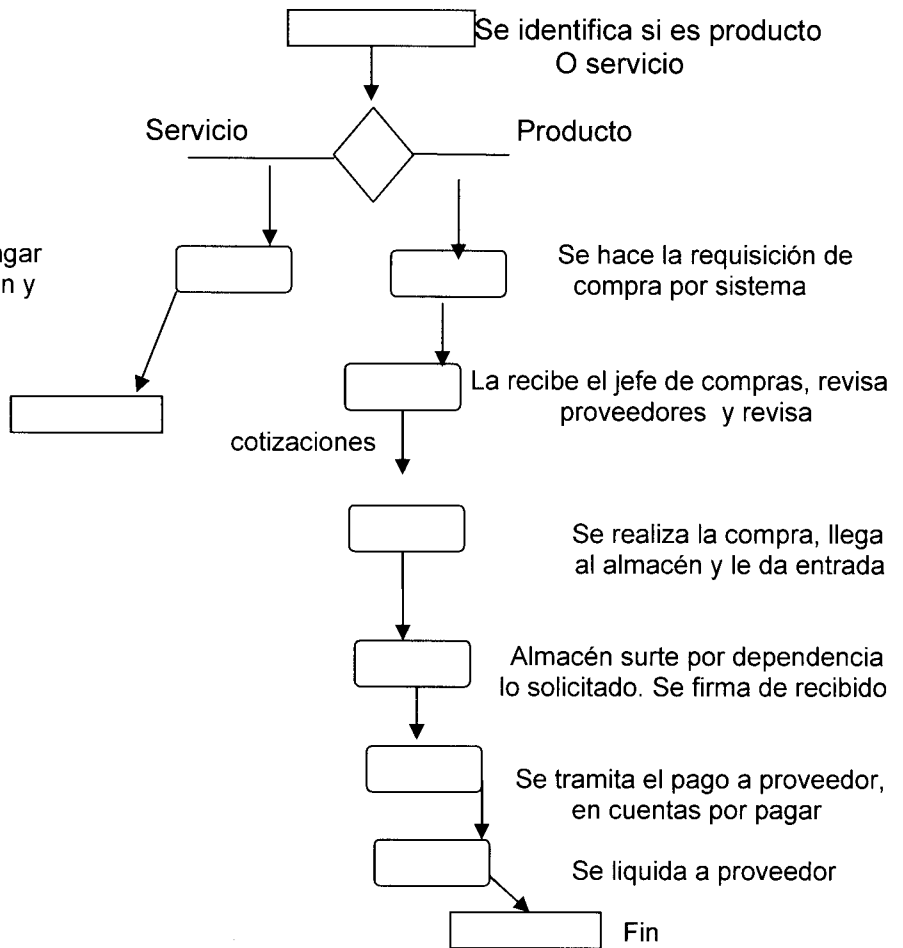 Se identifica si es producto
O servicio
Servicio
Producto
n y
Se hace la requisición de
compra por sistema
La recibe el jefe de compras, revisa
proveedores y revisa
cotizaciones
Se realiza la compra, llega
al almacén y le da entrada
Almacén surte por dependencia
lo solicitado. Se firma de recibido
Se tramita el pago a proveedor,
en cuentas por pagar
Se liquida a proveedor
Fin